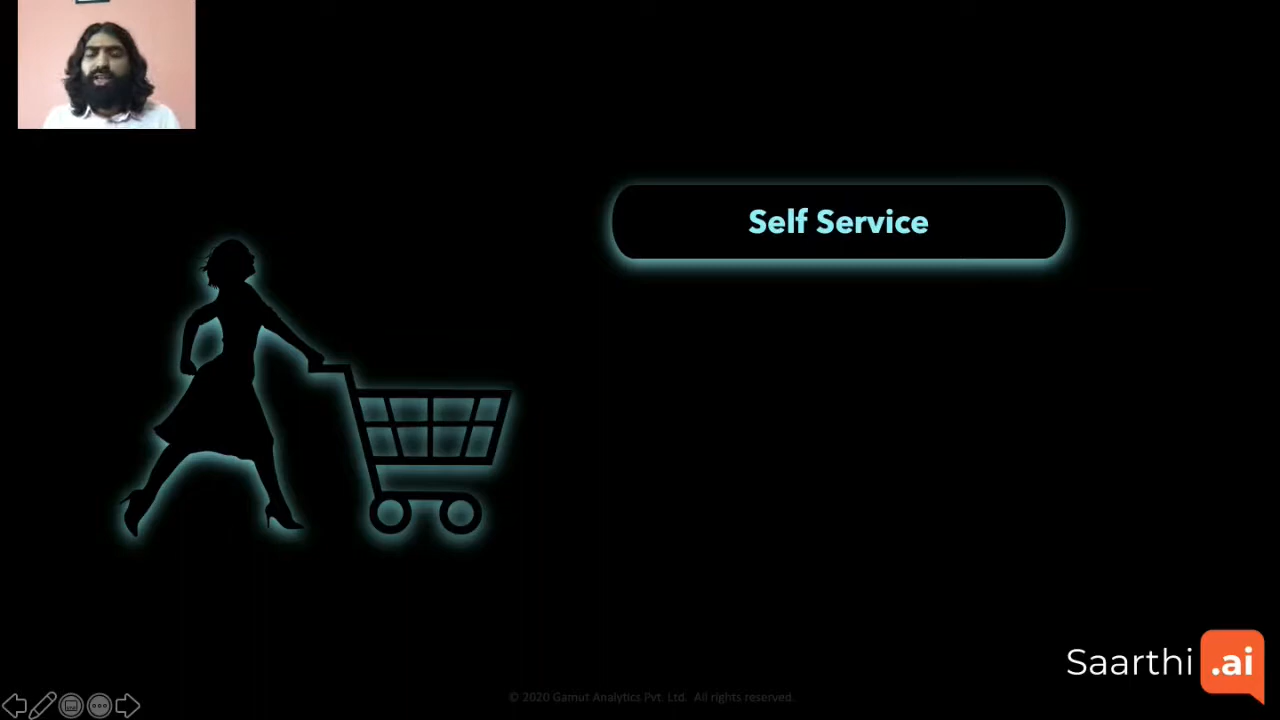 Self Service
Saarthi .ai
© 2020 Gamut Analytics Pvt. Ltd. All rights reserved.